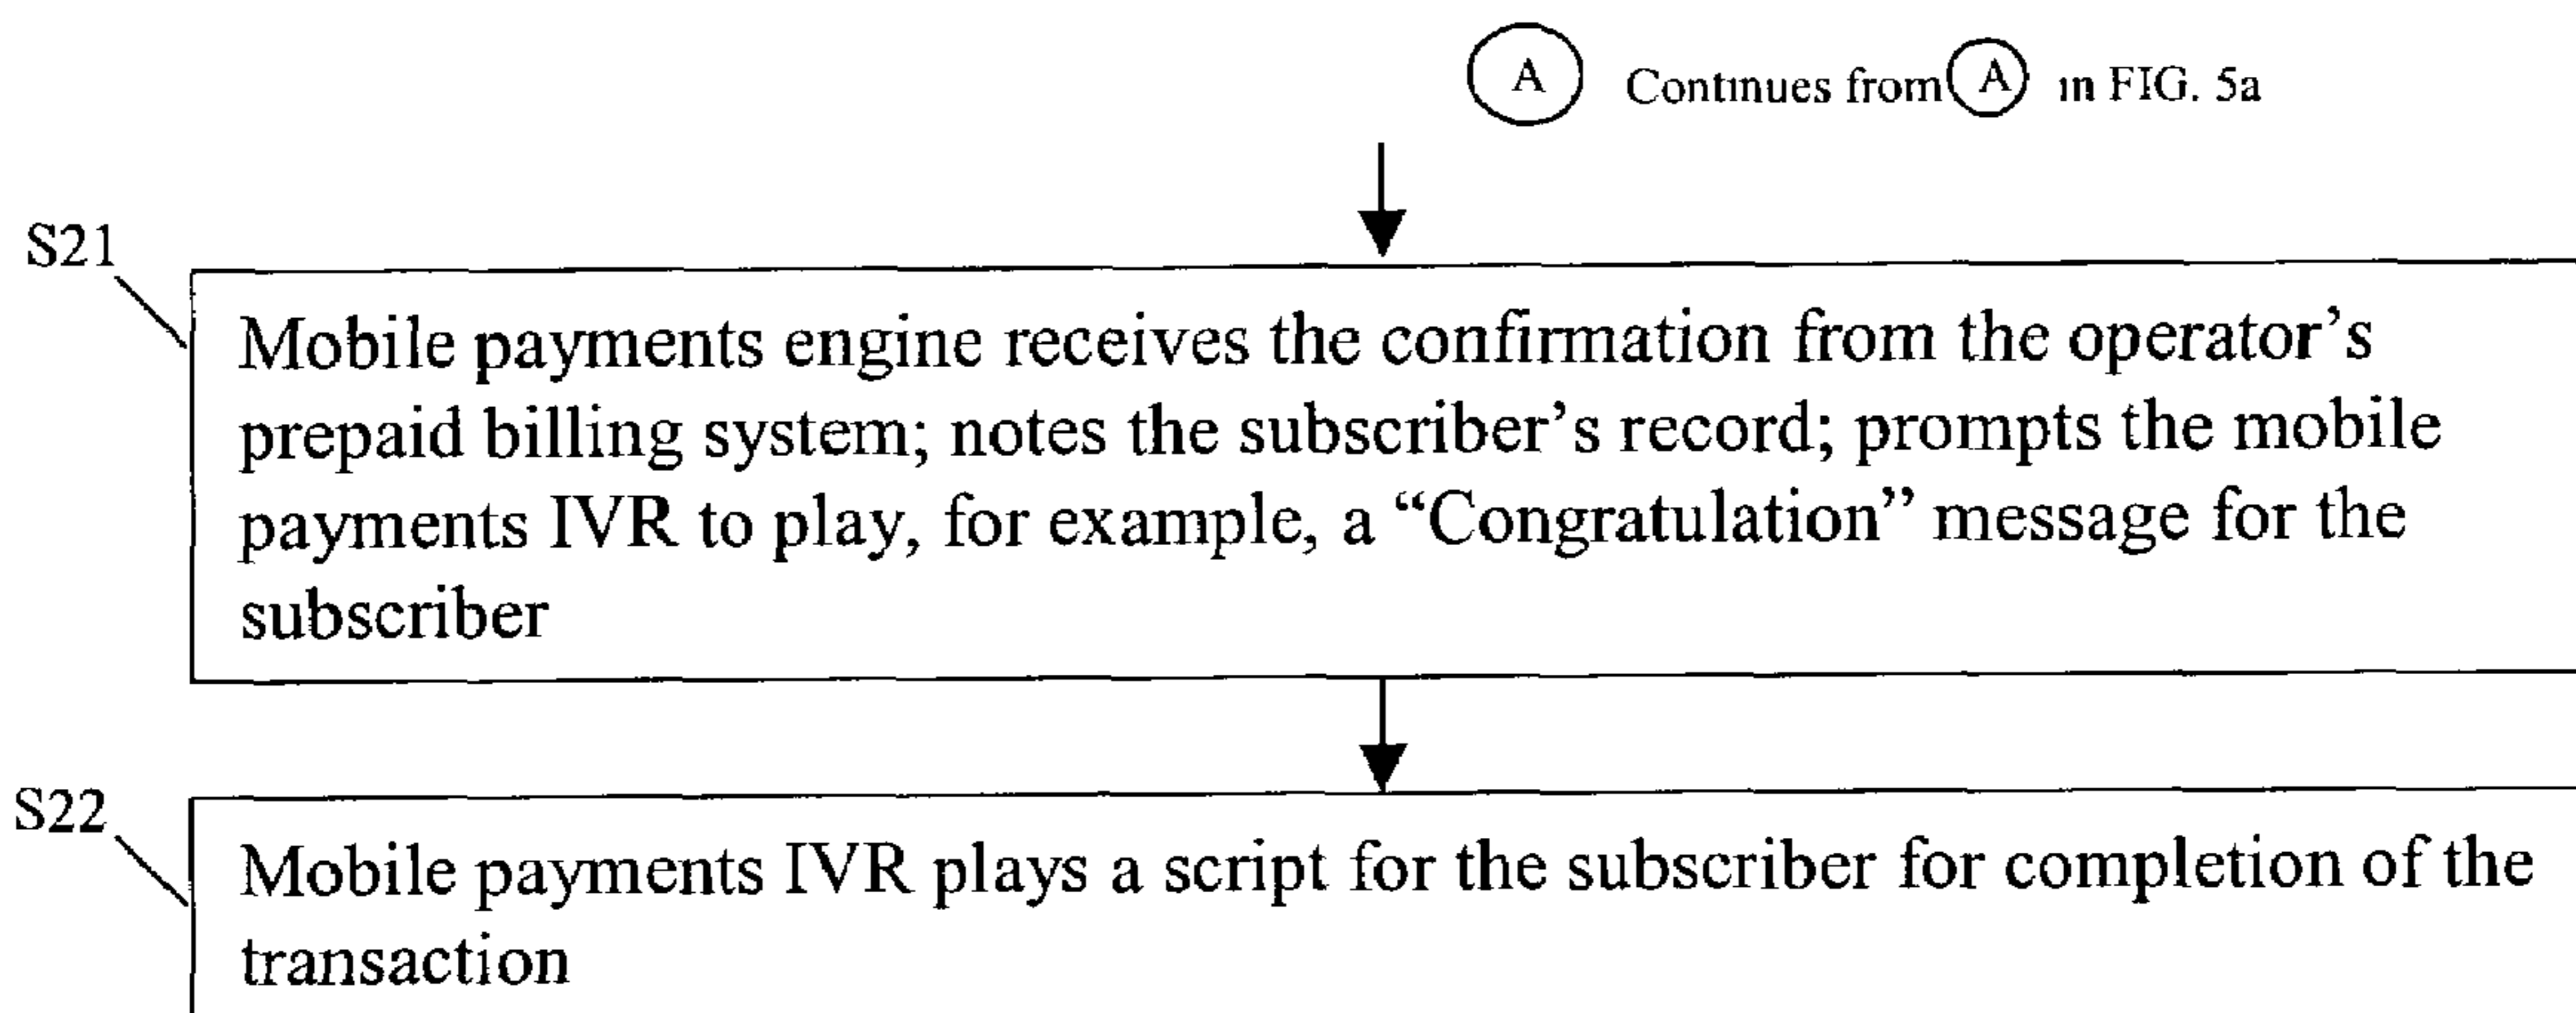 A Continues from A in FIG. 5a
S21
Mobile payments engine receives the confirmation from the operator’s
prepaid billing system; notes the subscriber’s record; prompts the mobile
payments IVR to play, for example, a “Congratulation” message for the
subscriber
S22
Mobile payments IVR plays a script for the subscriber for completion of the
transaction